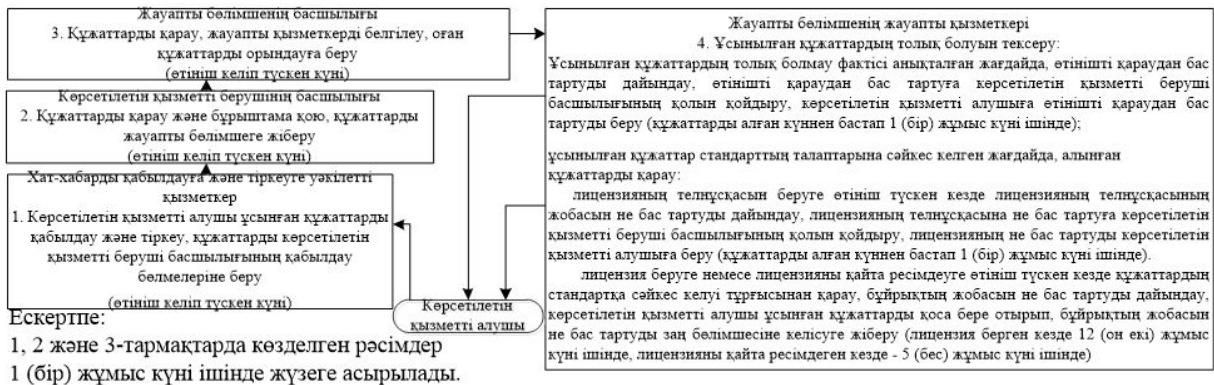 Жауапты бөлімшенің басшылығы
3. Құжаттарды қарау, жауапты қызметкерді белгілеу, оған
құжаттарды орындауға беру
(өтініш келіп түскен күні)
Көрсетілетін қызметті берушінің басшылығы
2. Құжаттарды қарау және бұрыштама қою, құжаттарды
жауапты бөлімшеге жіберу
(өтініш келіп түскен күні)
Хат-хабарды қабылдауға және тіркеуге уәкілетті
қызметкер
1. Көрсетілетін қызметті алушы ұсынған құжаттарды
қабылдау және тіркеу, құжаттарды көрсетілетін
қызметті беруші басшылығының қабылдау
бөлмелеріне беру
(өтініш келіп түскен күні)
Көрсетілетін
қызметті алушы
Жауапты бөлімшенің жауапты қызметкері
4. Ұсынылған құжаттардың толық болуын тексеру:
Ұсынылған құжаттардың толық болмау фактісі анықталған жағдайда, өтінішті қараудан бас
тартуды дайындау, өтінішті қараудан бас тартуға көрсетілетін қызметті беруші
басшылығының қолын қойдыру, көрсетілетін қызметті алушыға өтінішті қараудан бас
тартуды беру (құжаттарды алған күннен бастап 1 (бір) жұмыс күні ішінде);
ұсынылған құжаттар стандарттың талаптарына сәйкес келген жағдайда, алынған
құжаттарды қарау:
лицензияның телнұсқасын беруге өтініш түскен кезде лицензияның телнұсқасының
жобасын не бас тартуды дайындау, лицензияның телнұсқасына не бас тартуға көрсетілетін
қызметті беруші басшылығының қолын қойдыру, лицензияның не бас тартуды көрсетілетін
қызметті алушыға беру (құжаттарды алған күннен бастап 1 (бір) жұмыс күні ішінде).
лицензия беруге немесе лицензияны қайта ресімдеуге өтініш түскен кезде құжаттардың
стандартқа сәйкес келуі тұрғысынан қарау, бұйрықтың жобасын не бас тартуды дайындау,
көрсетілетін қызметті алушы ұсынған құжаттарды қоса бере отырып, бұйрықтың жобасын
не бас тартуды заң бөлімшесіне келісуге жіберу (лицензия берген кезде 12 (он екі) жұмыс
күні ішінде, лицензияны қайта ресімдеген кезде - 5 (бес) жұмыс күні ішінде)
Ескертпе:
1, 2 және 3-тармақтарда көзделген рәсімдер
1 (бір) жұмыс күні ішінде жүзеге асырылады.